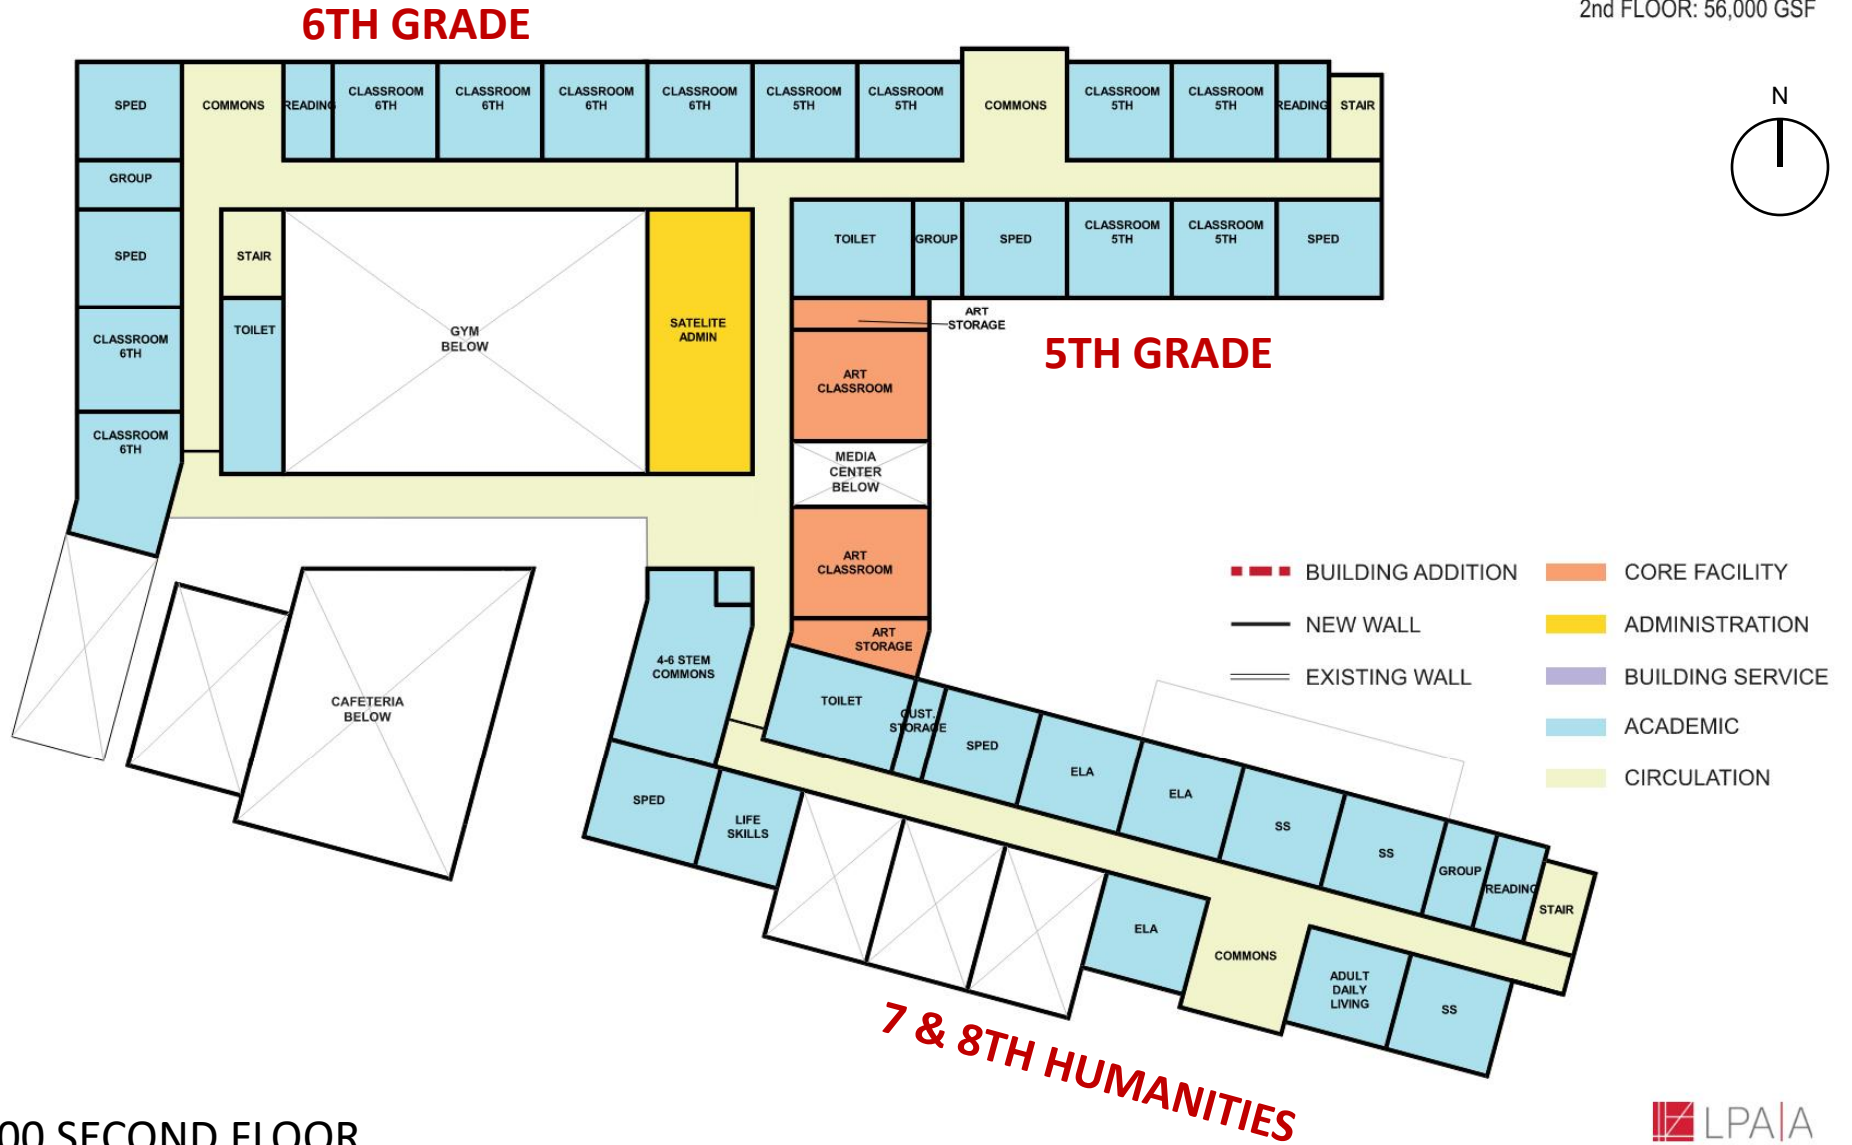 6TH GRADE
2nd FLOOR: 56,000 GSF
N
SPED
COMMONS
READING
CLASSROOM
6TH
CLASSROOM
6TH
CLASSROOM
6TH
CLASSROOM
6TH
CLASSROOM
5TH
CLASSROOM
5TH
COMMONS
CLASSROOM
5TH
CLASSROOM
5TH
READING
STAIR
GROUP
SPED
STAIR
TOILET
GROUP
SPED
CLASSROOM
5TH
CLASSROOM
5TH
SPED
CLASSROOM
6TH
TOILET
GYM
BELOW
SATELITE
ADMIN
ART
STORAGE
5TH GRADE
ART
CLASSROOM
CLASSROOM
6TH
MEDIA
CENTER
BELOW
ART
CLASSROOM
ART
STORAGE
4-6 STEM
COMMONS
CAFETERIA
BELOW
TOILET
CUST.
STORAGE
SPED
ELA
ELA
SS
SS
GROUP
READING
STAIR
SPED
LIFE
SKILLS
ELA
COMMONS
ADULT
DAILY
LIVING
SS
7 & 8TH HUMANITIES
BUILDING ADDITION
NEW WALL
EXISTING WALL
CORE FACILITY
ADMINISTRATION
BUILDING SERVICE
ACADEMIC
CIRCULATION
00 SECOND FLOOR
LPA|A